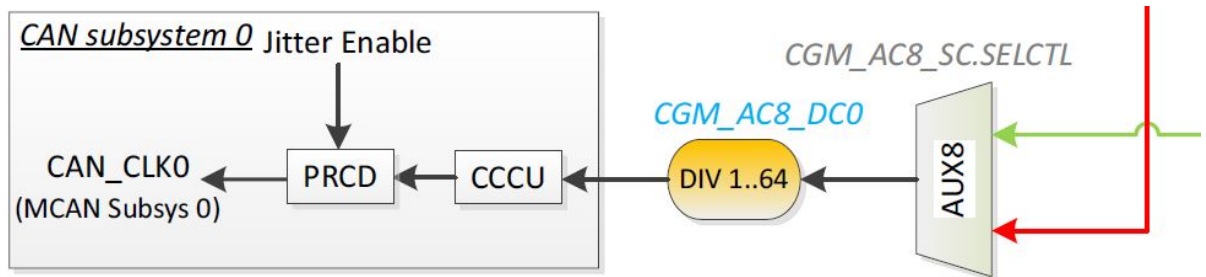 CAN subsystem 0
Jitter Enable
CGM_AC8_SC.SELCTL
CGM_AC8_DC0
CAN_CLK0
(MCAN Subsys 0)
PRCD
CCCU
DIV 1..64
AUX8